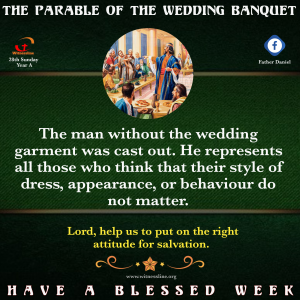 THE PARABLE OF THE WEDDING BANQUET
Witnessline
28th Sunday
Year A
Father Daniel
The man without the wedding
garment was cast out. He represents
all those who think that their style of
dress, appearance, or behaviour do
not matter.
Lord, help us to put on the right
attitude for salvation.
www.witnessline.org
HAVE A BLESSED WEEK